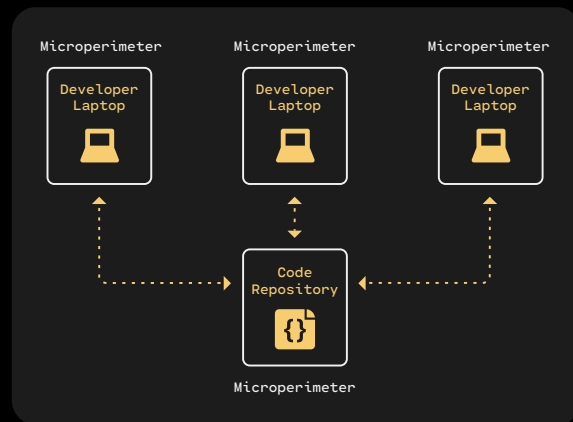 Microperimeter
Microperimeter
Microperimeter
Developer
Laptop
Developer
Laptop
Developer
Laptop
Code
Repository
{}
Microperimeter